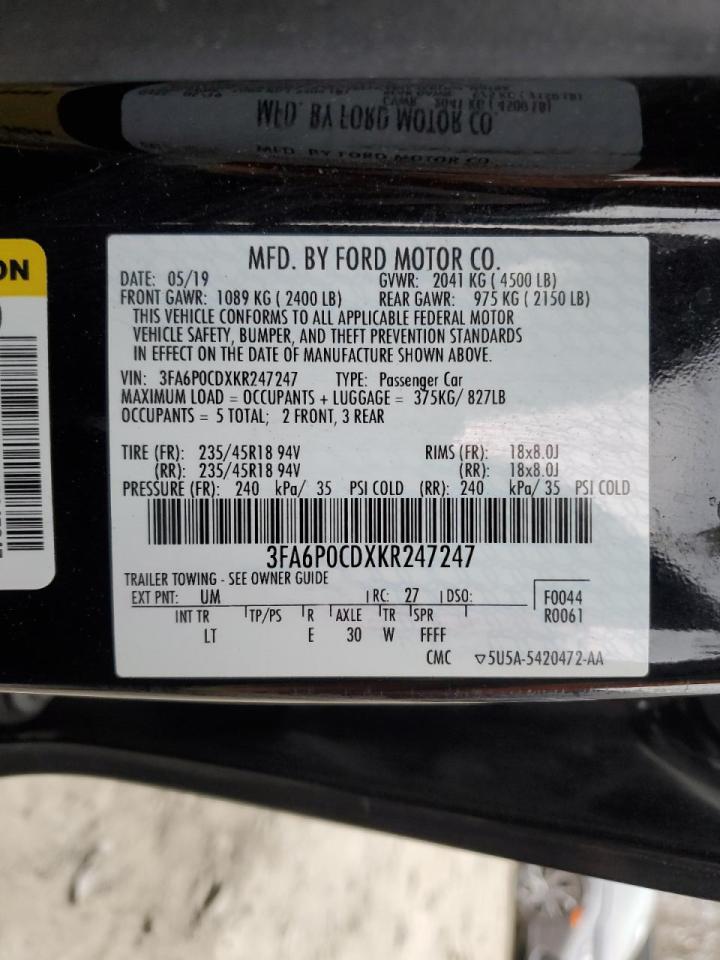 MFD. BY FORD MOTOR CO.
MFD. BY FORD MOTOR CO.
ON
MFD. BY FORD MOTOR CO.
DATE: 05/19 GVWR: 2041 KG ( 4500 LB)
FRONT GAWR: 1089 KG ( 2400 LB) REAR GAWR: 975 KG ( 2150 LB)
THIS VEHICLE CONFORMS TO ALL APPLICABLE FEDERAL MOTOR
VEHICLE SAFETY, BUMPER, AND THEFT PREVENTION STANDARDS
IN EFFECT ON THE DATE OF MANUFACTURE SHOWN ABOVE.
VIN: 3FA6P0CDXKR247247 TYPE: Passenger Car
MAXIMUM LOAD = OCCUPANTS + LUGGAGE = 375KG/ 827LB
OCCUPANTS = 5 TOTAL; 2 FRONT, 3 REAR
TIRE (FR): 235/45R18 94V RIMS (FR): 18x8.0J
(RR): 235/45R18 94V (RR): 18x8.0J
PRESSURE (FR): 240 kPa/ 35 PSI COLD (RR): 240 kPa/ 35 PSI COLD
3FA6P0CDXKR247247
TRAILER TOWING - SEE OWNER GUIDE
EXT PNT: UM RC: 27 DSO: F0044
R0061
INT TR TP/PS R AXLE TR SPR
LT E 30 W FFFF
CMC ▽5U5A-5420472-AA